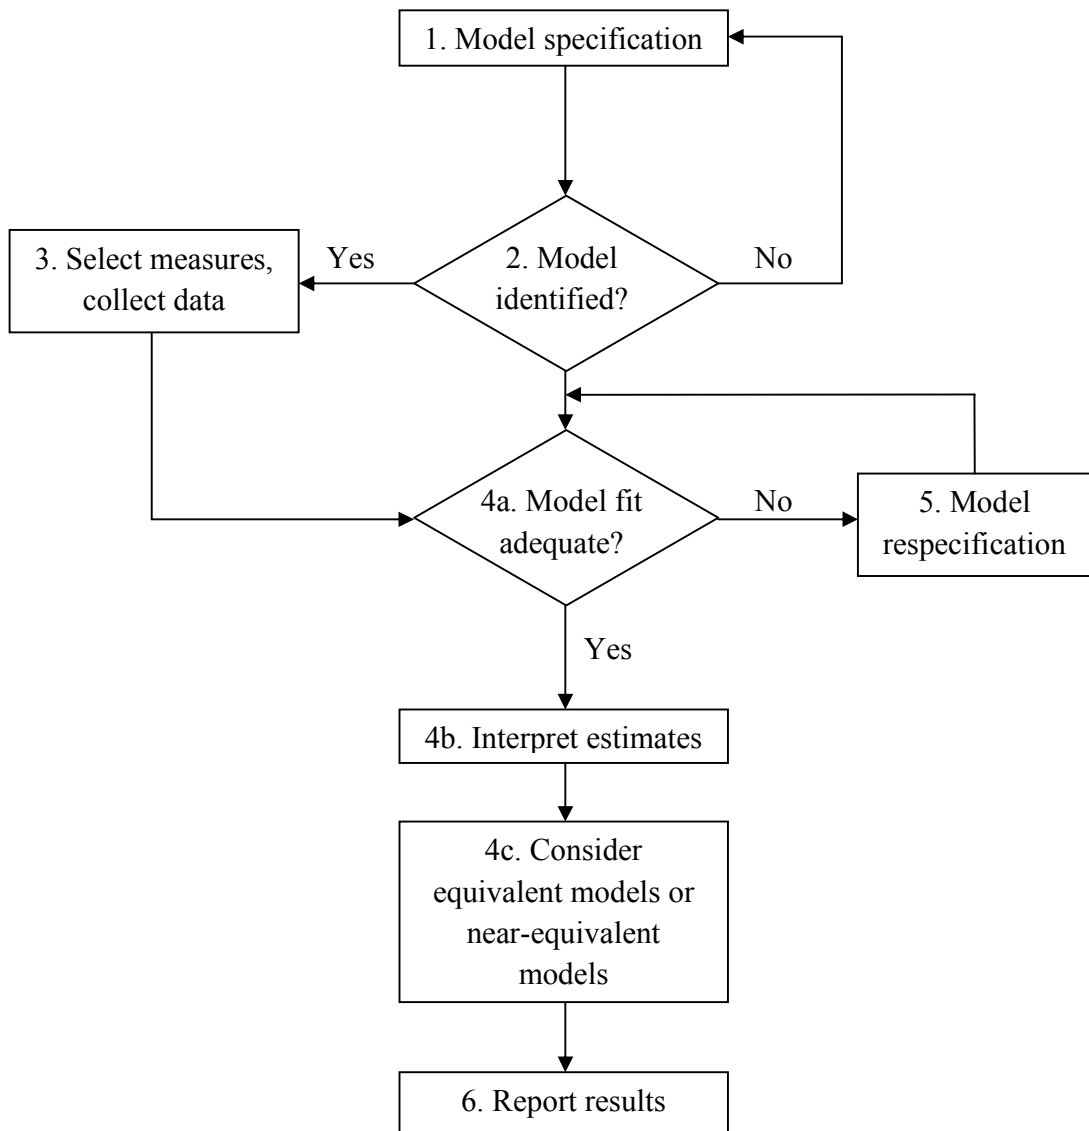 1. Model specification
3. Select measures,
collect data
Yes
2. Model
identified?
No
4a. Model fit
adequate?
No
5. Model
respecification
Yes
4b. Interpret estimates
4c. Consider
equivalent models or
near-equivalent
models
6. Report results